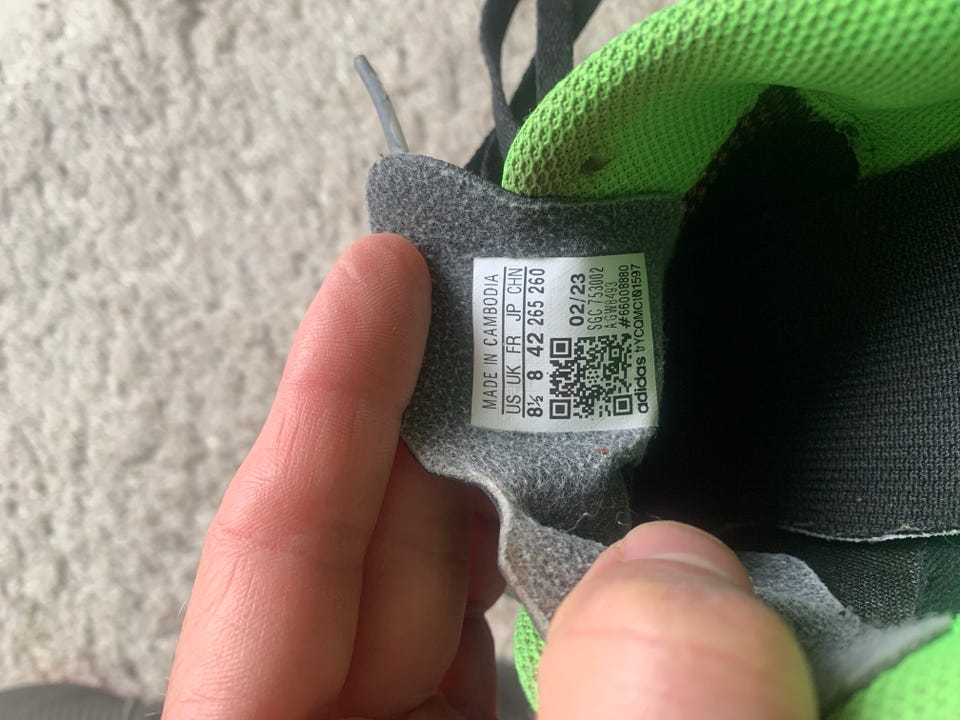 MADE IN CAMBODIA
US UK FR JP CHN
8½ 8 42 265 260
02/23
SGC 753002
#66008880
adidas trYCQMCI01597